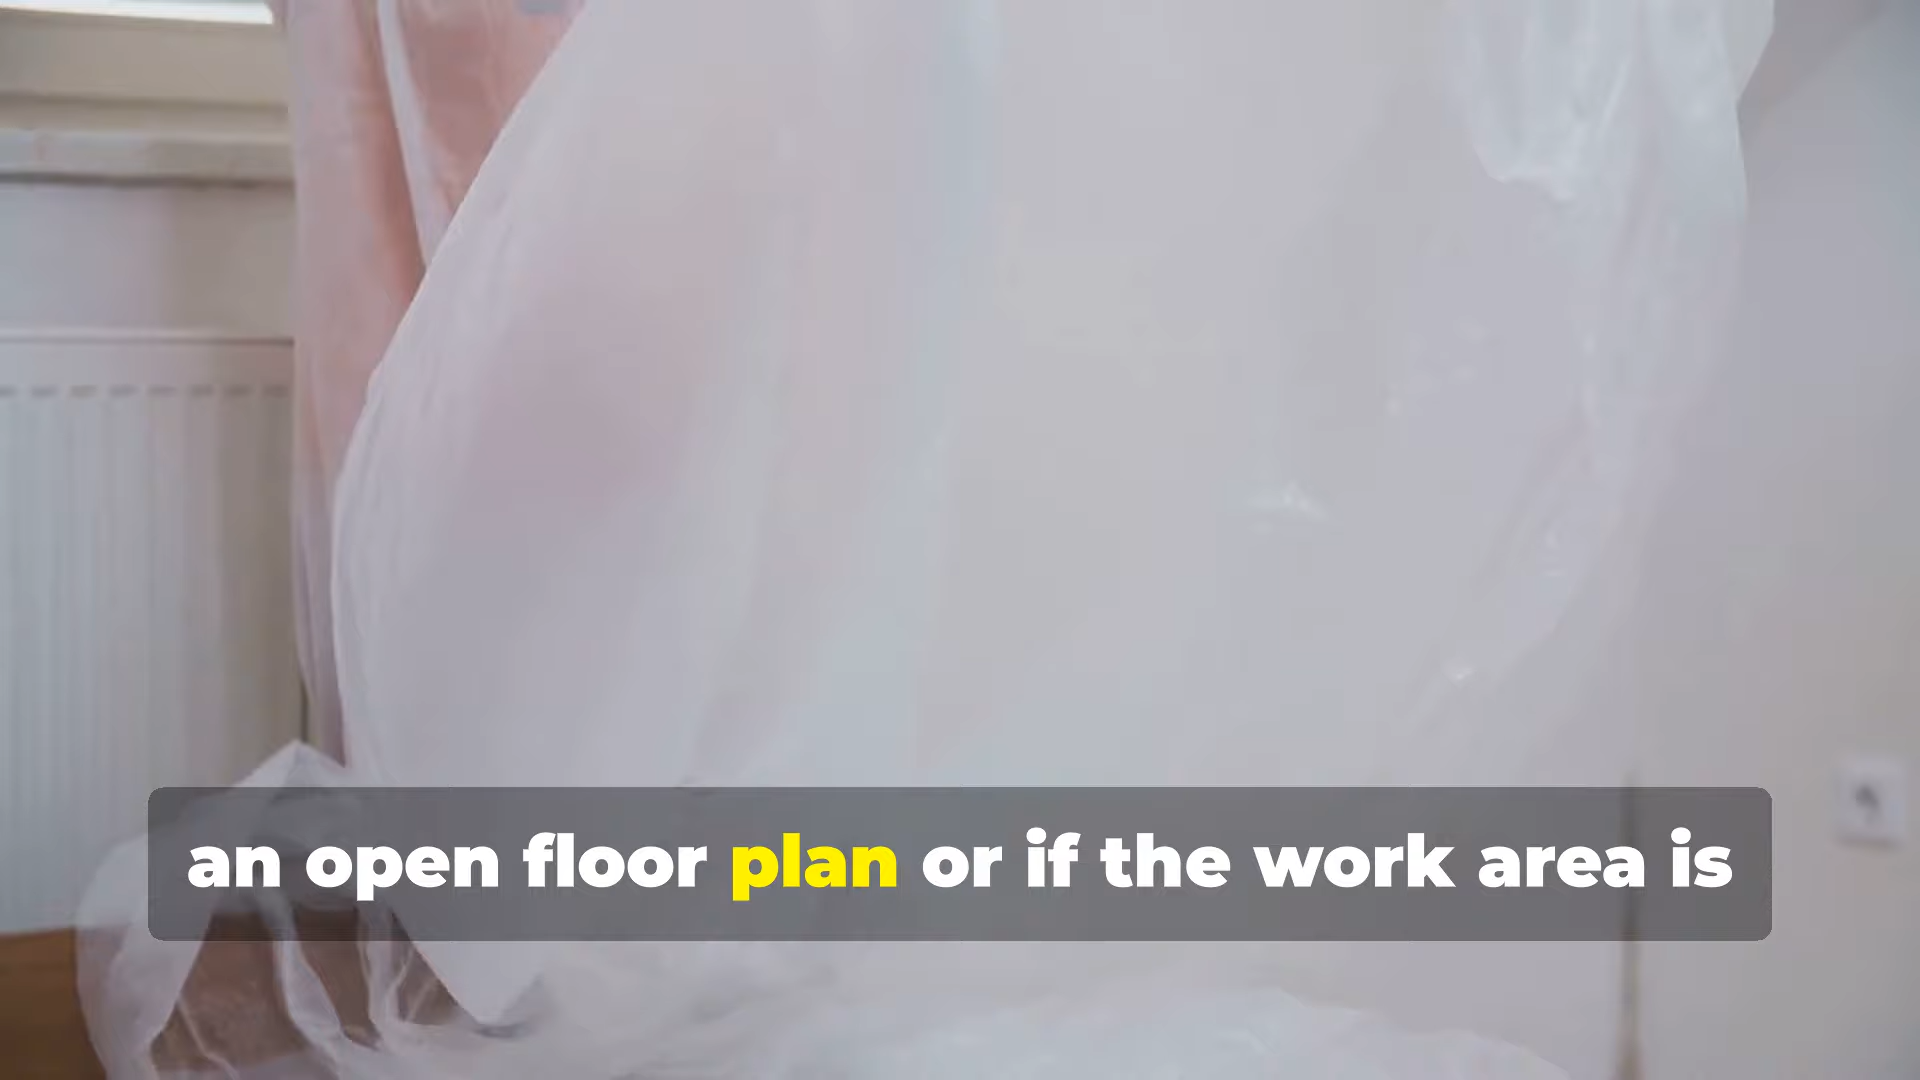 an open floor plan or if the work area is